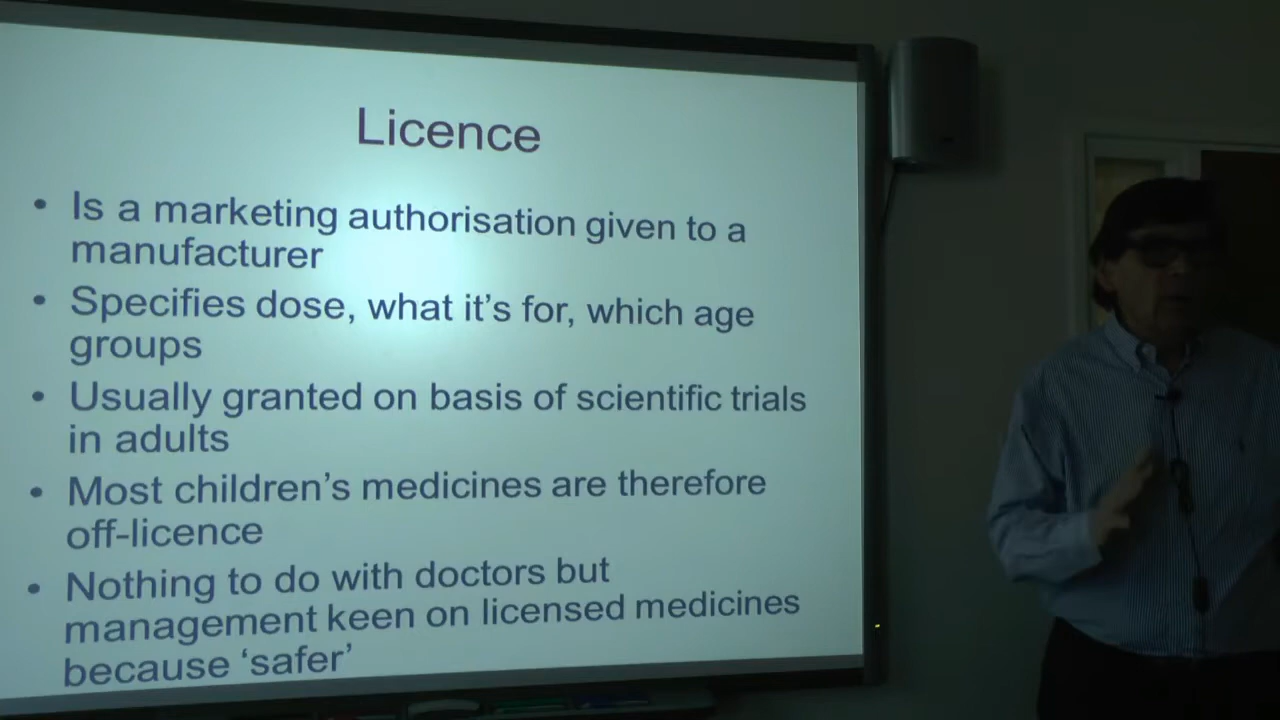 Licence
• Is a marketing authorisation given to a
manufacturer
• Specifies dose, what it's for, which age
groups
• Usually granted on basis of scientific trials
in adults
• Most children's medicines are therefore
off-licence
• Nothing to do with doctors but
management keen on licensed medicines
because ‘safer’